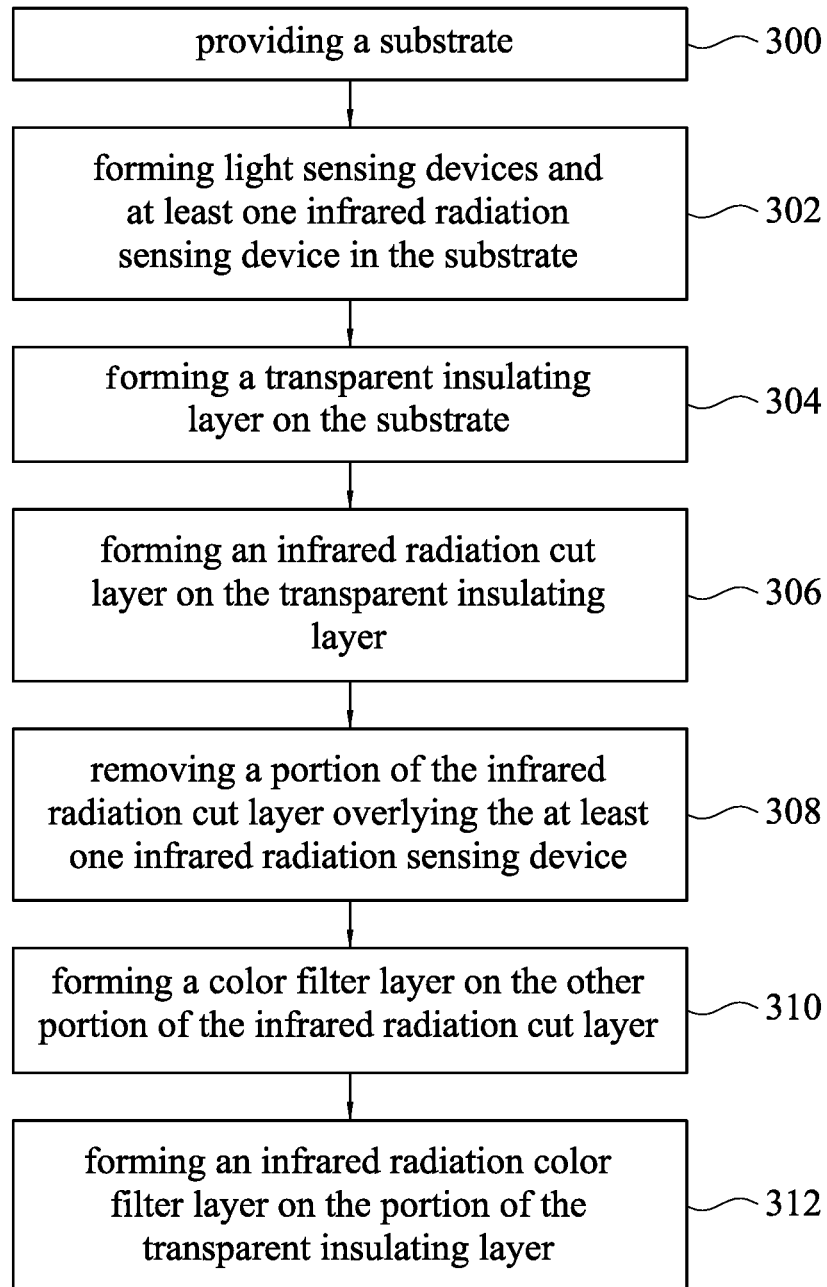 providing a substrate
300
forming light sensing devices and
at least one infrared radiation
sensing device in the substrate
302
forming a transparent insulating
layer on the substrate
304
forming an infrared radiation cut
layer on the transparent insulating
layer
306
removing a portion of the infrared
radiation cut layer overlying the at least
one infrared radiation sensing device
308
forming a color filter layer on the other
portion of the infrared radiation cut layer
310
forming an infrared radiation color
filter layer on the portion of the
transparent insulating layer
312